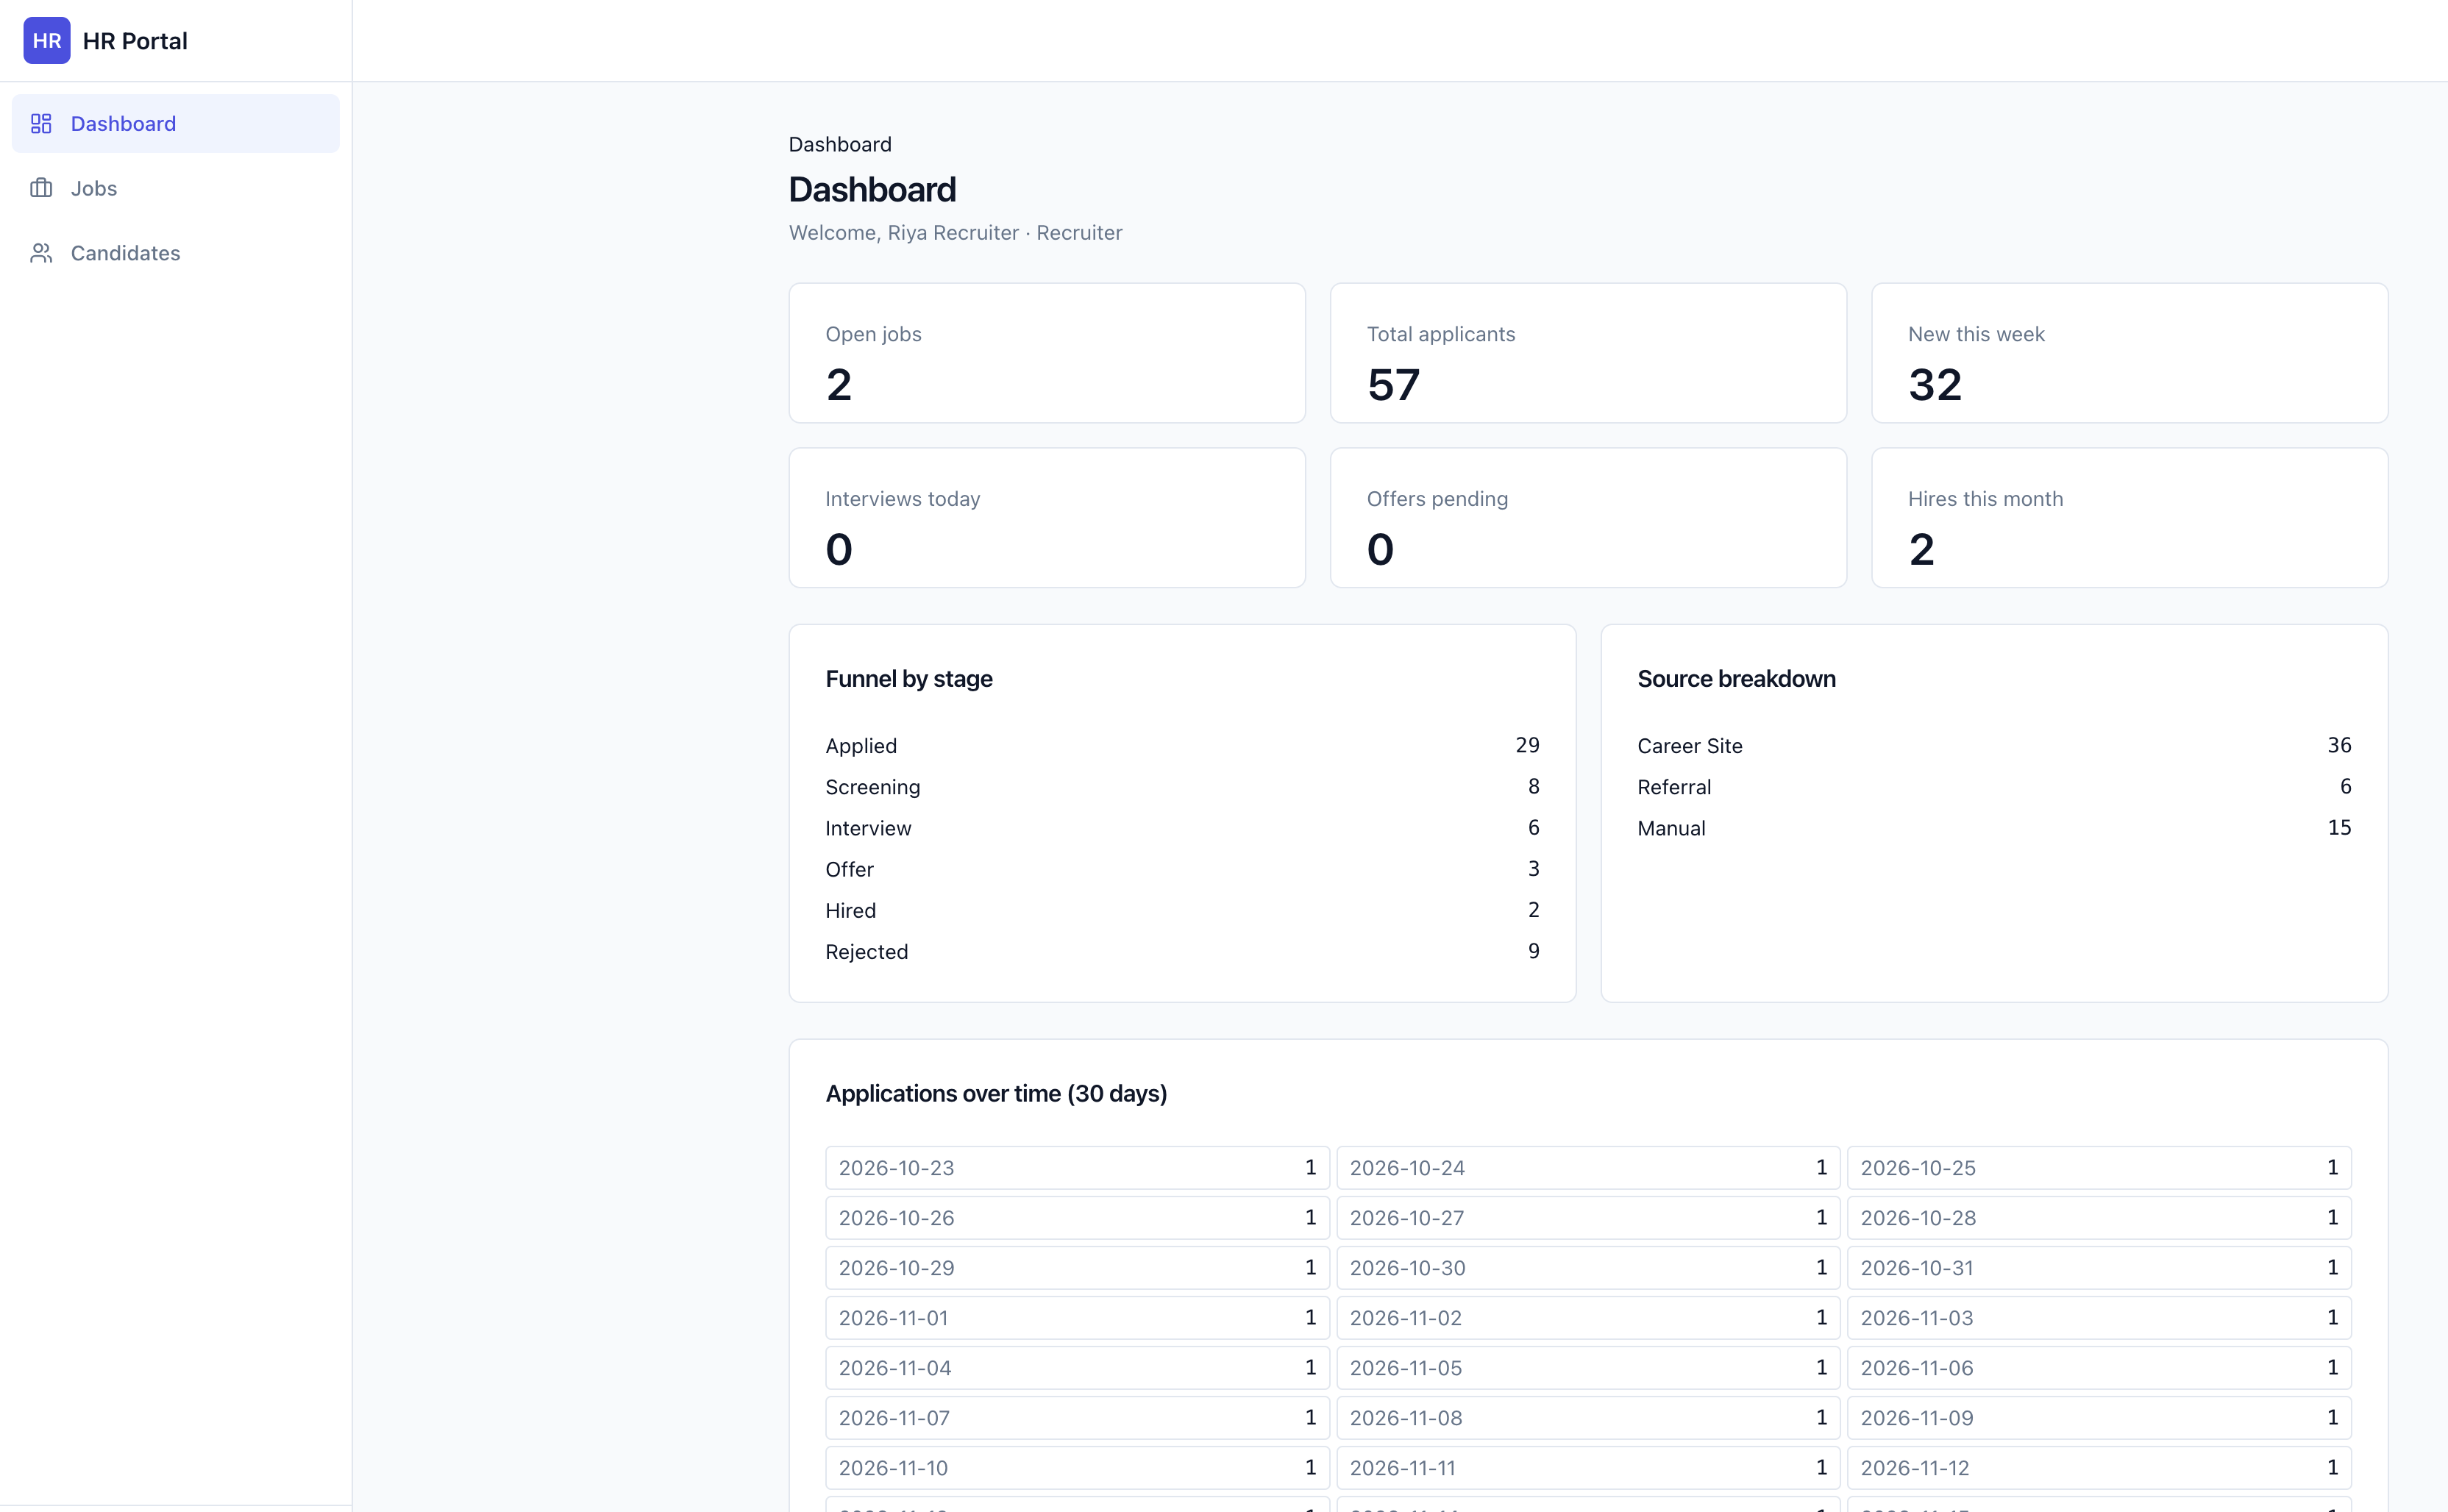 HR HR Portal
Dashboard
Jobs
Candidates
Dashboard
Dashboard
Welcome, Riya Recruiter · Recruiter
Open jobs
2
Total applicants
57
New this week
32
Interviews today
0
Offers pending
0
Hires this month
2
Funnel by stage
Applied 29
Screening 8
Interview 6
Offer 3
Hired 2
Rejected 9
Source breakdown
Career Site 36
Referral 6
Manual 15
Applications over time (30 days)
2026-10-23 1 2026-10-24 1 2026-10-25 1
2026-10-26 1 2026-10-27 1 2026-10-28 1
2026-10-29 1 2026-10-30 1 2026-10-31 1
2026-11-01 1 2026-11-02 1 2026-11-03 1
2026-11-04 1 2026-11-05 1 2026-11-06 1
2026-11-07 1 2026-11-08 1 2026-11-09 1
2026-11-10 1 2026-11-11 1 2026-11-12 1